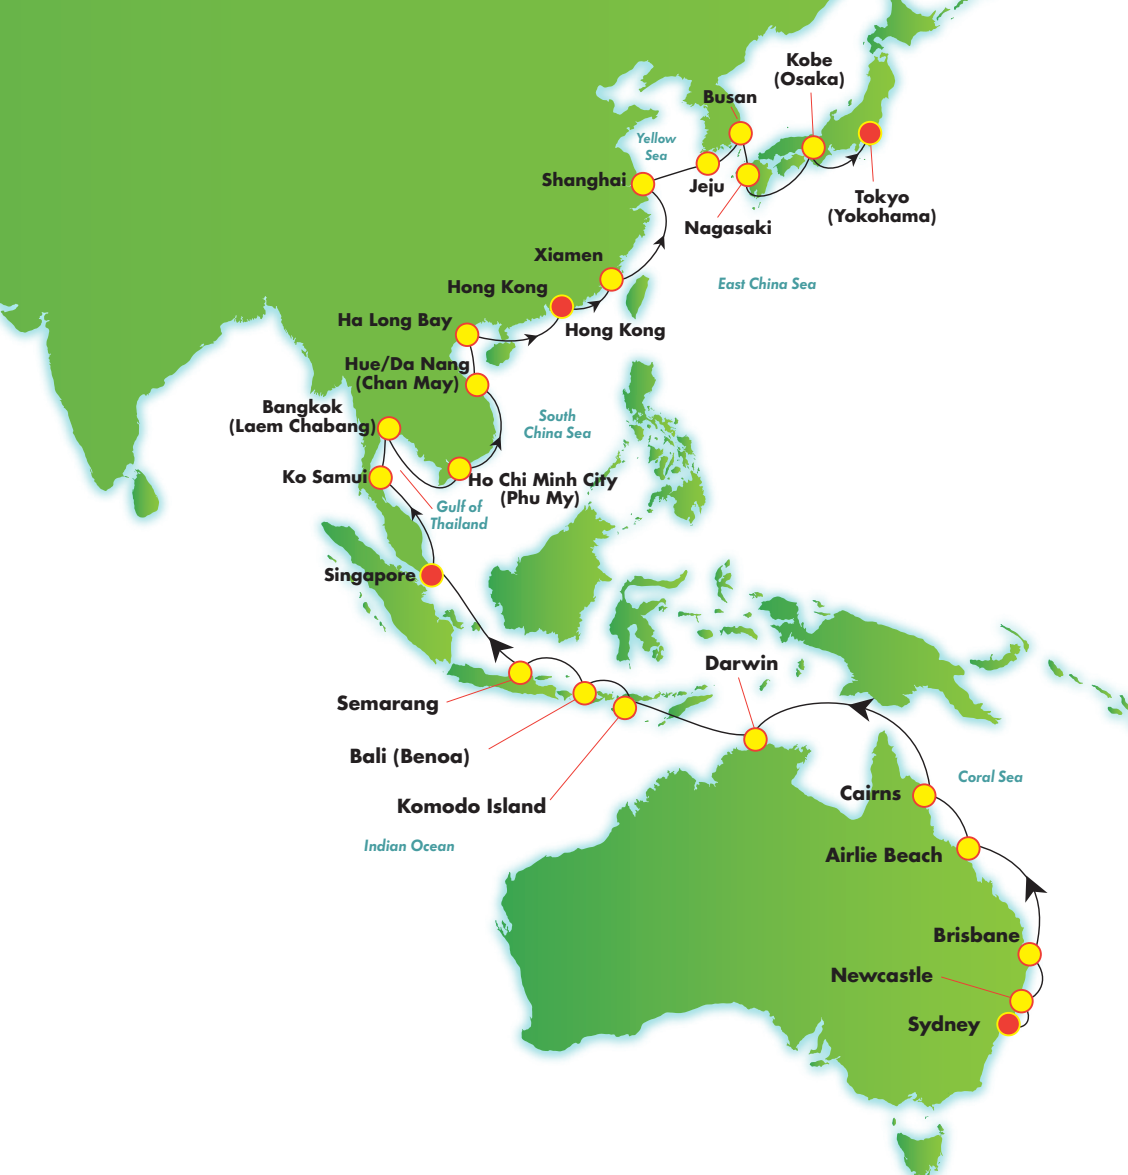 Kobe
(Osaka)
Busan
Yellow
Sea
Shanghai
Jeju
Tokyo
(Yokohama)
Nagasaki
Xiamen
East China Sea
Hong Kong
Ha Long Bay
Hong Kong
Hue/Da Nang
(Chan May)
Bangkok
(Laem Chabang)
South
China Sea
Ko Samui
Ho Chi Minh City
(Phu My)
Gulf of
Thailand
Singapore
Darwin
Semarang
Bali (Benoa)
Coral Sea
Cairns
Komodo Island
Indian Ocean
Airlie Beach
Brisbane
Newcastle
Sydney